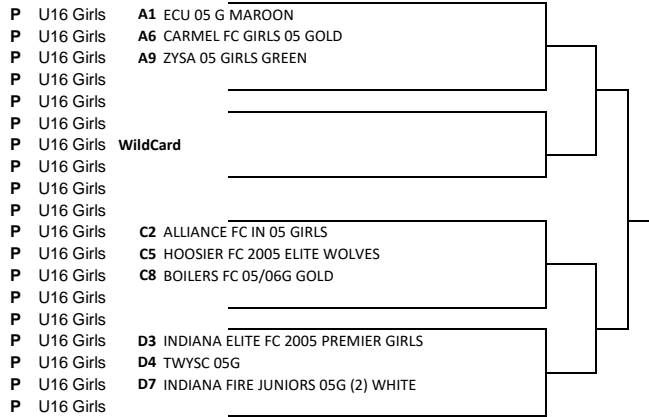 P U16 Girls A1 ECU 05 G MAROON
P U16 Girls A6 CARMEL FC GIRLS 05 GOLD
P U16 Girls A9 ZYSA 05 GIRLS GREEN
P U16 Girls
P U16 Girls
P U16 Girls
P U16 Girls WildCard
P U16 Girls
P U16 Girls
P U16 Girls
P U16 Girls C2 ALLIANCE FC IN 05 GIRLS
P U16 Girls C5 HOOSIER FC 2005 ELITE WOLVES
P U16 Girls C8 BOILERS FC 05/06G GOLD
P U16 Girls
P U16 Girls
P U16 Girls D3 INDIANA ELITE FC 2005 PREMIER GIRLS
P U16 Girls D4 TWYSC 05G
P U16 Girls D7 INDIANA FIRE JUNIORS 05G (2) WHITE
P U16 Girls